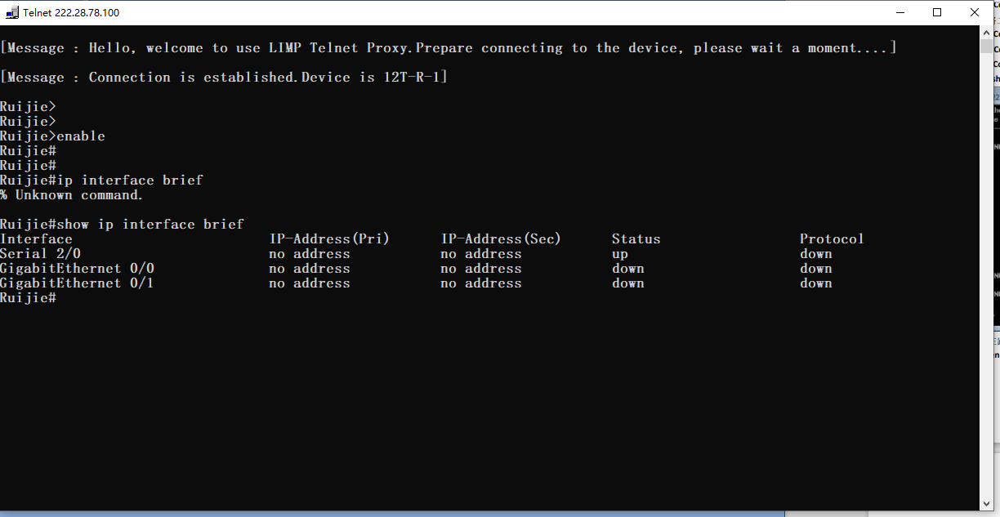 Telnet 222.28.78.100
[Message : Hello, welcome to use LIMP Telnet Proxy.Prepare connecting to the device, please wait a moment....]
[Message : Connection is established.Device is 12T-R-1]
Ruijie>
Ruijie>
Ruijie>enable
Ruijie#
Ruijie#
Ruijie#ip interface brief
% Unknown command.
Ruijie#show ip interface brief
Interface IP-Address(Pri) IP-Address(Sec) Status Protocol
Serial 2/0 no address no address up down
GigabitEthernet 0/0 no address no address down down
GigabitEthernet 0/1 no address no address down down
Ruijie#